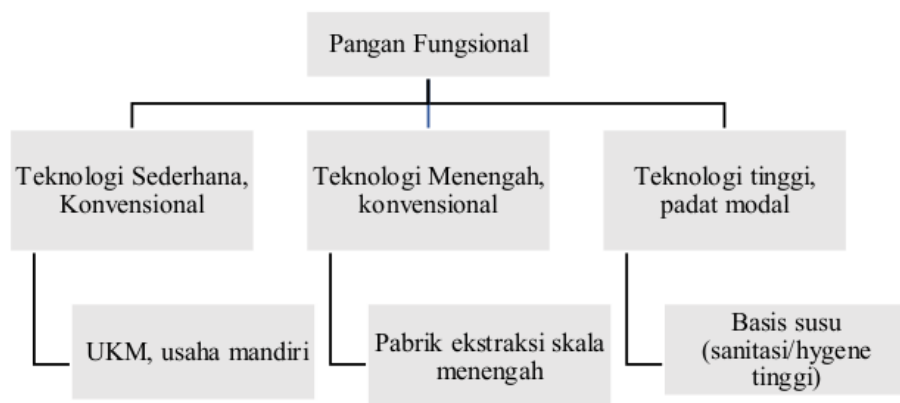 Pangan Fungsional
Teknologi Sederhana,
Konvensional
Teknologi Menengah,
konvensional
Teknologi tinggi,
padat modal
UKM, usaha mandiri
Pabrik ekstraksi skala
menengah
Basis susu
(sanitasi/hygene
tinggi)